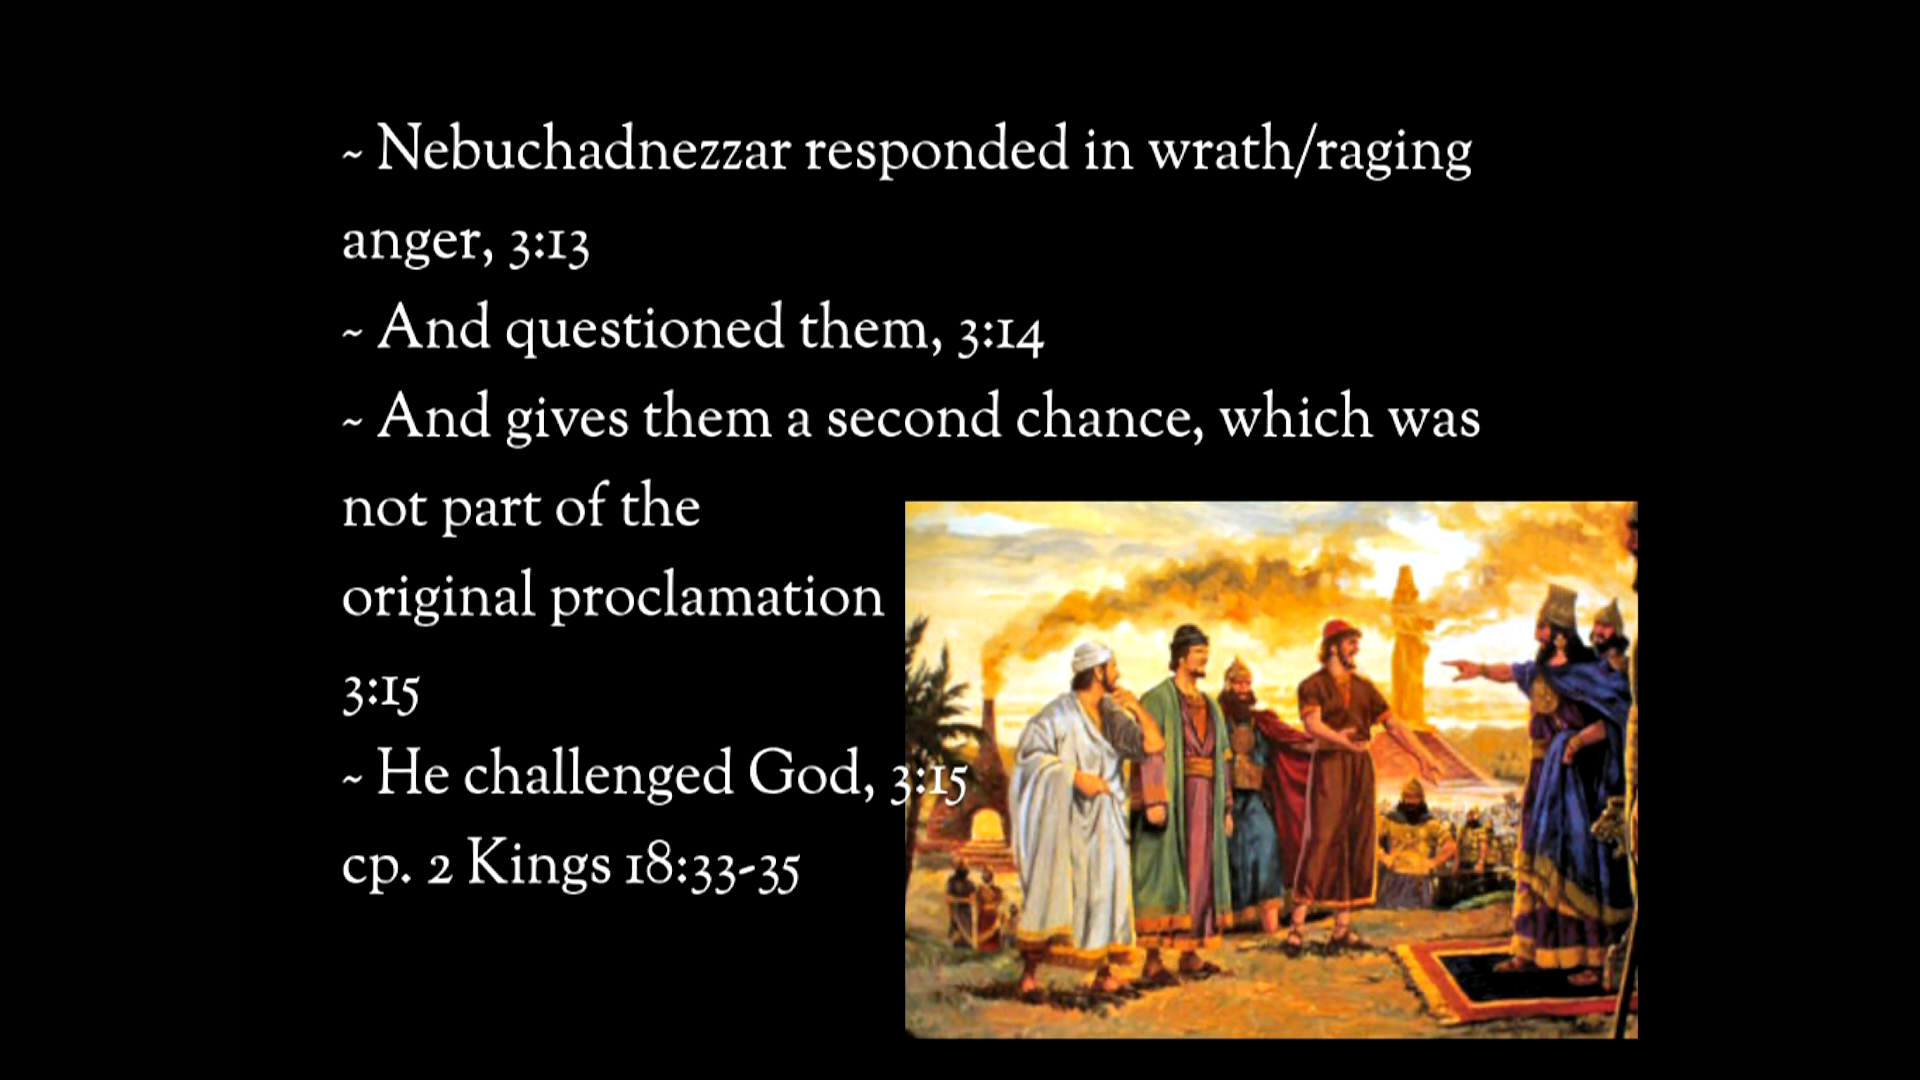 ~ Nebuchadnezzar responded in wrath/raging
anger, 3:13
~ And questioned them, 3:14
~ And gives them a second chance, which was
not part of the
original proclamation
3:15
~ He challenged God, 3:15
cp. 2 Kings 18:33-35